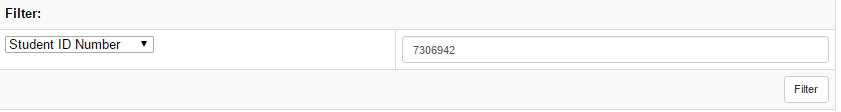 Filter:
Student ID Number
7306942
Filter